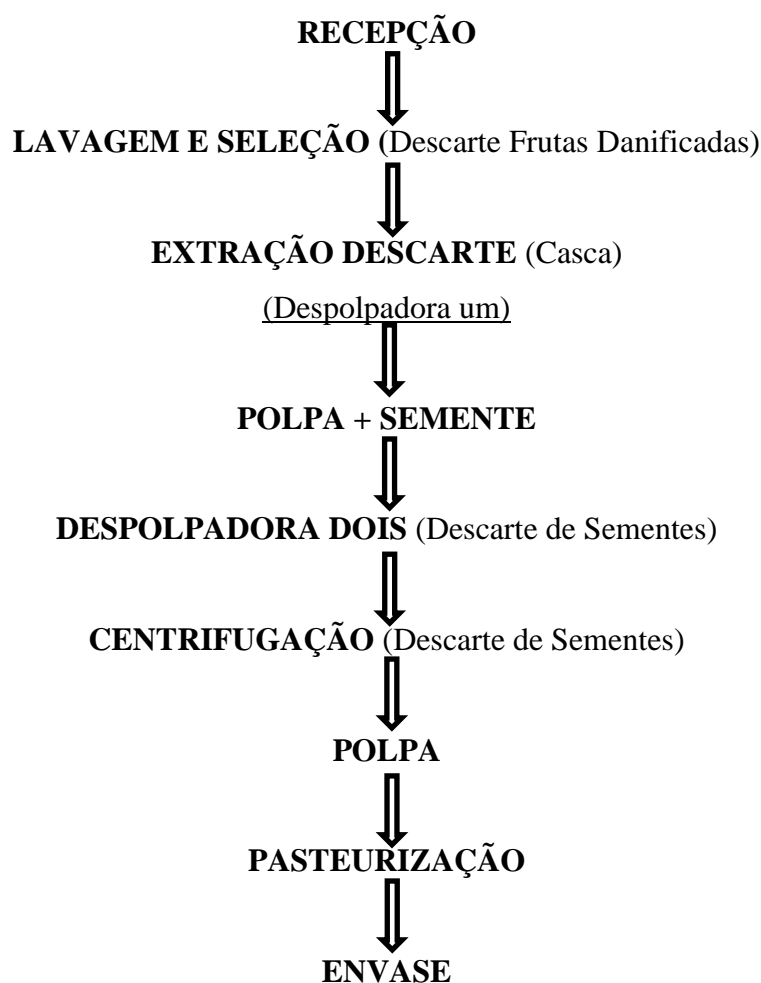 RECEPÇÃO
LAVAGEM E SELEÇÃO (Descarte Frutas Danificadas)
EXTRAÇÃO DESCARTE (Casca)
(Despolpadora um)
POLPA + SEMENTE
DESPOLPADORA DOIS (Descarte de Sementes)
CENTRIFUGAÇÃO (Descarte de Sementes)
POLPA
PASTEURIZAÇÃO
ENVASE